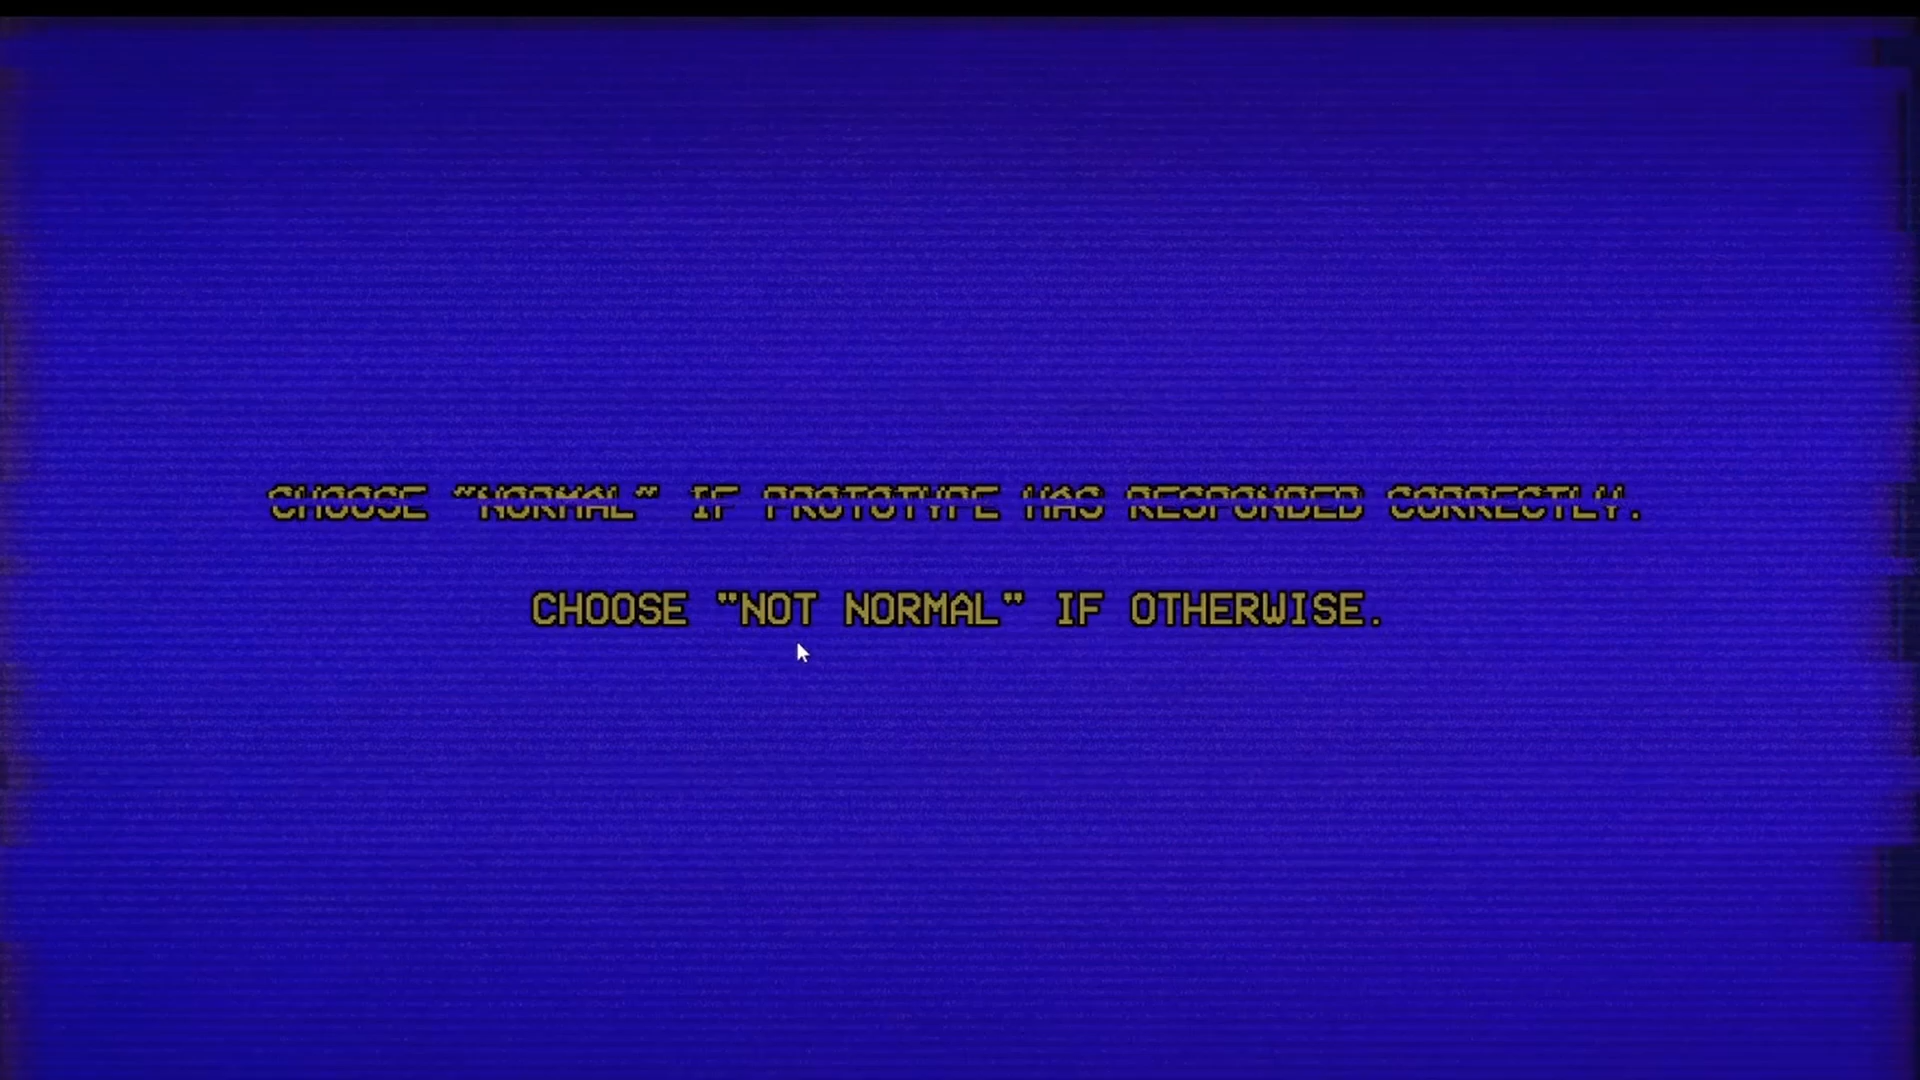 CHOOSE "NORMAL" IF PROTOTYPE HAS RESPONDED CORRECTLY.
CHOOSE "NOT NORMAL" IF OTHERWISE.